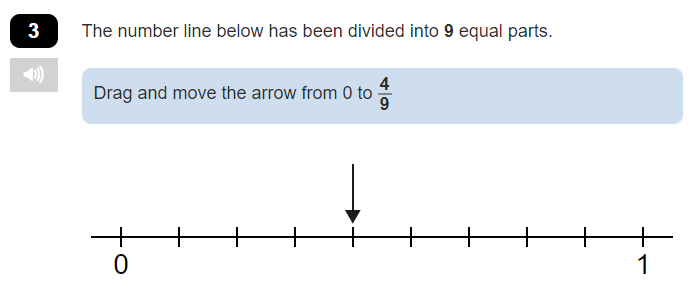 3
The number line below has been divided into 9 equal parts.
Drag and move the arrow from 0 to 4/9
0 1